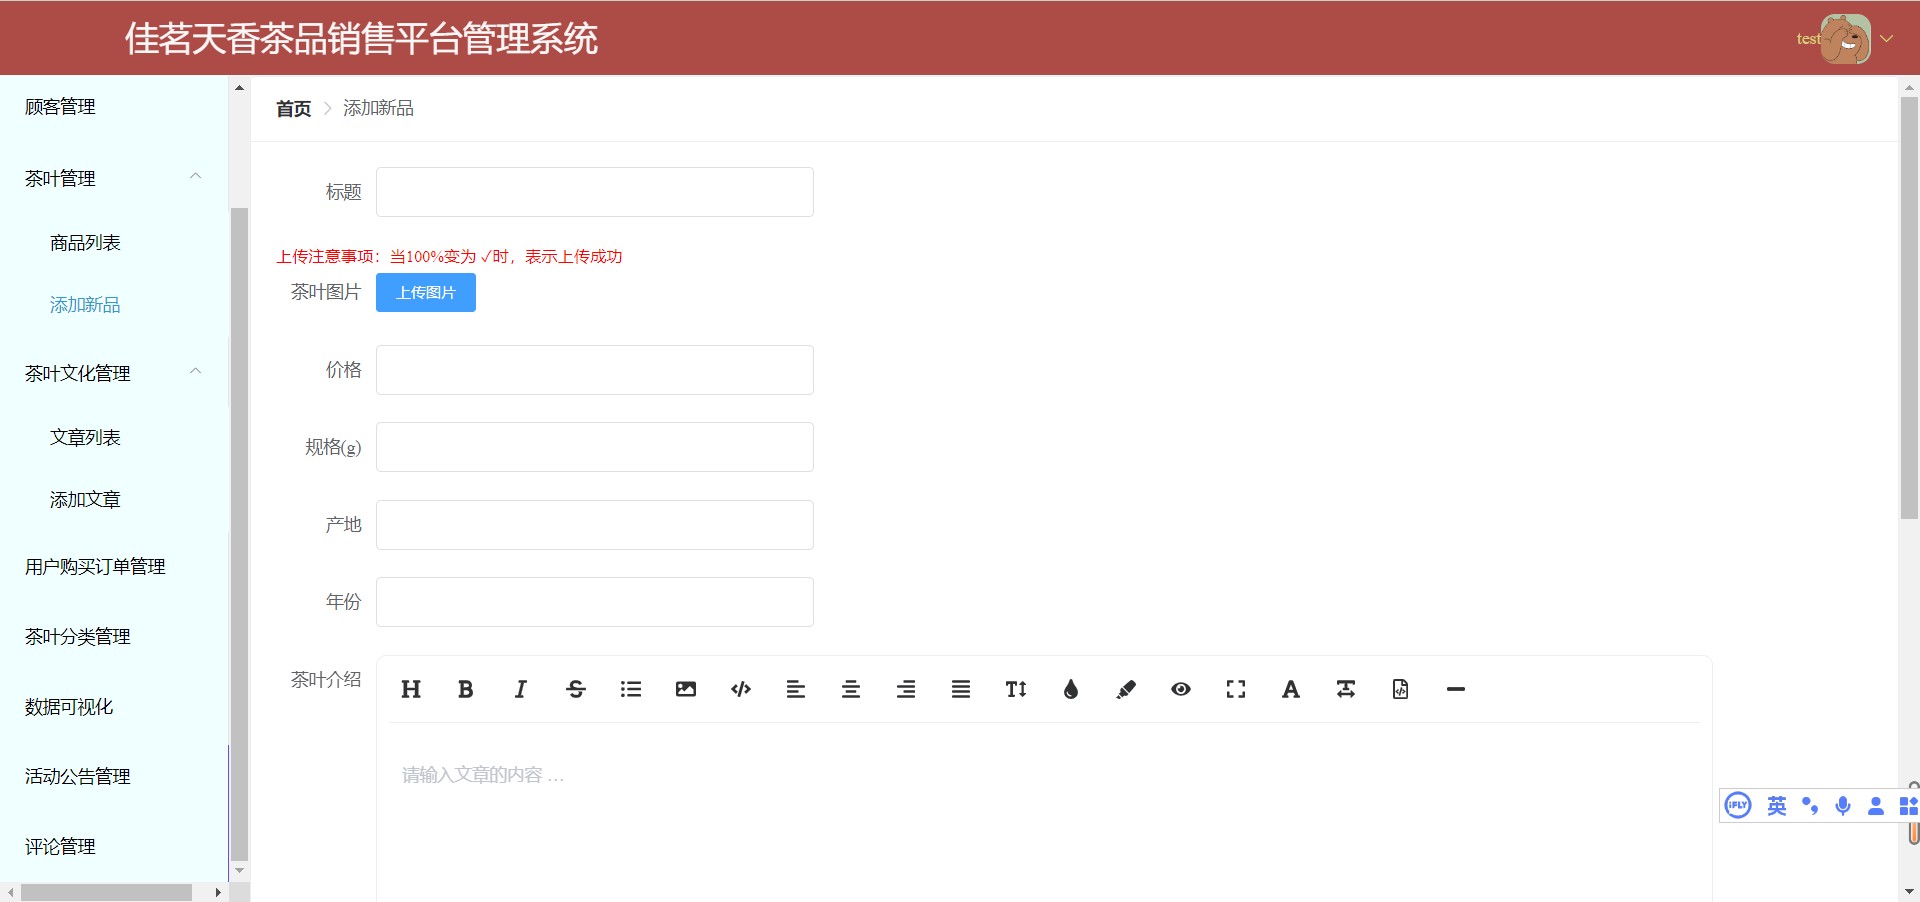 佳茗天香茶品销售平台管理系统
test
顾客管理
茶叶管理
商品列表
添加新品
茶叶文化管理
文章列表
添加文章
用户购买订单管理
茶叶分类管理
数据可视化
活动公告管理
评论管理
首页 > 添加新品
标题
上传注意事项：当100%变为 ✓时，表示上传成功
茶叶图片 上传图片
价格
规格(g)
产地
年份
茶叶介绍
请输入文章的内容 ...
iFLY 英